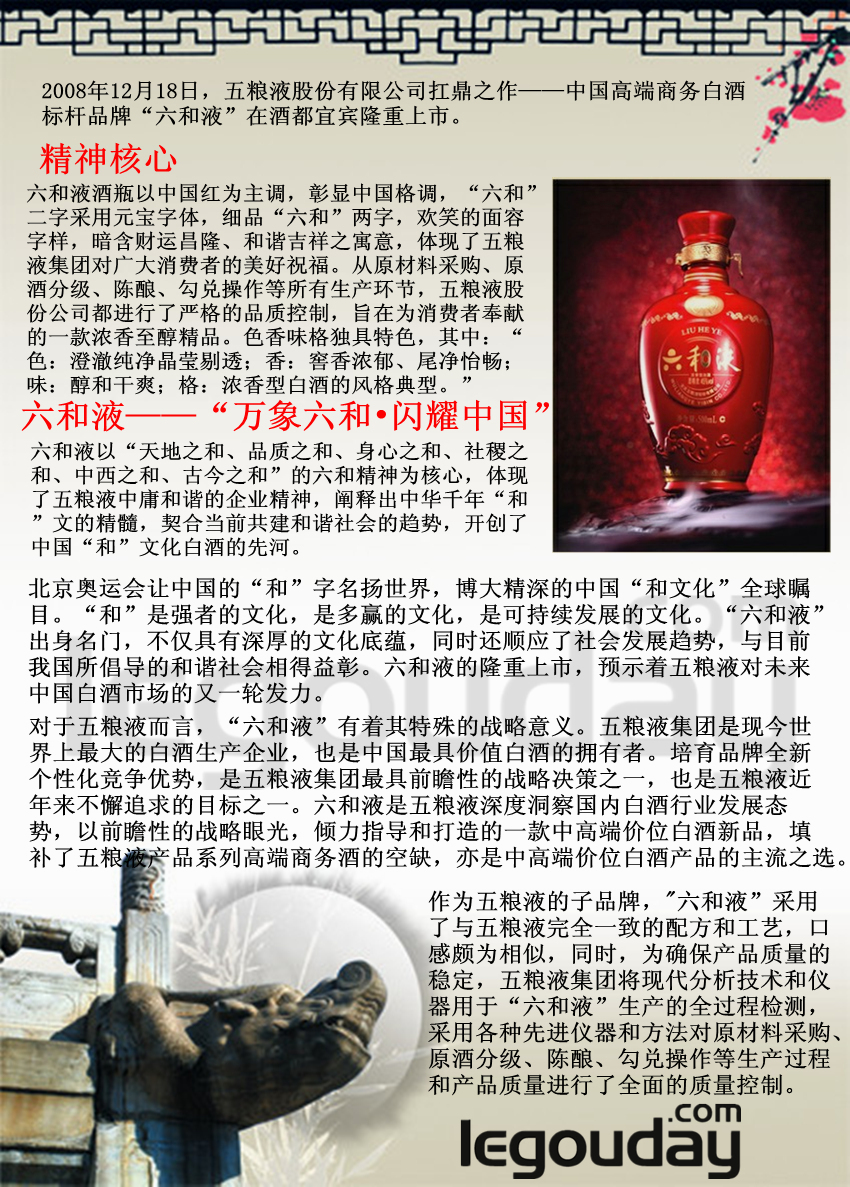 2008年12月18日，五粮液股份有限公司扛鼎之作——中国高端商务白酒
标杆品牌“六和液”在酒都宜宾隆重上市。
精神核心
六和液酒瓶以中国红为主调，彰显中国格调，“六和”
二字采用元宝字体，细品“六和”两字，欢笑的面容
字样，暗含财运昌隆、和谐吉祥之寓意，体现了五粮
液集团对广大消费者的美好祝福。从原材料采购、原
酒分级、陈酿、勾兑操作等所有生产环节，五粮液股
份公司都进行了严格的品质控制，旨在为消费者奉献
的一款浓香至醇精品。色香味格独具特色，其中：“
色：澄澈纯净晶莹剔透；香：窖香浓郁、尾净怡畅；
味：醇和干爽；格：浓香型白酒的风格典型。”
LIU HE YE
六和液
六和液——“万象六和•闪耀中国”
六和液以“天地之和、品质之和、身心之和、社稷之
和、中西之和、古今之和”的六和精神为核心，体现
了五粮液中庸和谐的企业精神，阐释出中华千年“和
”文的精髓，契合当前共建和谐社会的趋势，开创了
中国“和”文化白酒的先河。
北京奥运会让中国的“和”字名扬世界，博大精深的中国“和文化”全球瞩
目。“和”是强者的文化，是多赢的文化，是可持续发展的文化。“六和液”
出身名门，不仅具有深厚的文化底蕴，同时还顺应了社会发展趋势，与目前
我国所倡导的和谐社会相得益彰。六和液的隆重上市，预示着五粮液对未来
中国白酒市场的又一轮发力。
对于五粮液而言，“六和液”有着其特殊的战略意义。五粮液集团是现今世
界上最大的白酒生产企业，也是中国最具价值白酒的拥有者。培育品牌全新
个性化竞争优势，是五粮液集团最具前瞻性的战略决策之一，也是五粮液近
年来不懈追求的目标之一。六和液是五粮液深度洞察国内白酒行业发展态
势，以前瞻性的战略眼光，倾力指导和打造的一款中高端价位白酒新品，填
补了五粮液产品系列高端商务酒的空缺，亦是中高端价位白酒产品的主流之选。
作为五粮液的子品牌，"六和液”采用
了与五粮液完全一致的配方和工艺，口
感颇为相似，同时，为确保产品质量的
稳定，五粮液集团将现代分析技术和仪
器用于“六和液”生产的全过程检测，
采用各种先进仪器和方法对原材料采购、
原酒分级、陈酿、勾兑操作等生产过程
和产品质量进行了全面的质量控制。
legouday.com
legouday.com